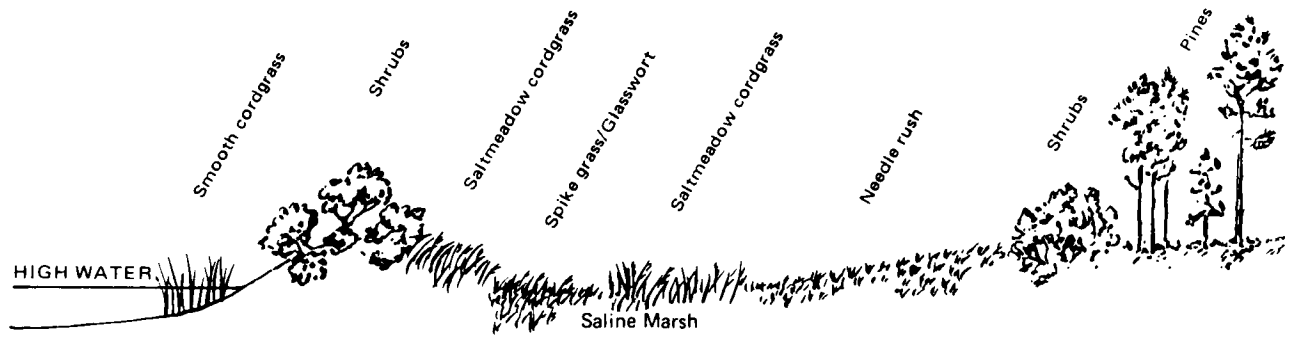 Smooth cordgrass
Shrubs
Saltmeadow cordgrass
Spike grass/Glasswort
Saltmeadow cordgrass
Needle rush
Shrubs
Pines
HIGH WATER
Saline Marsh